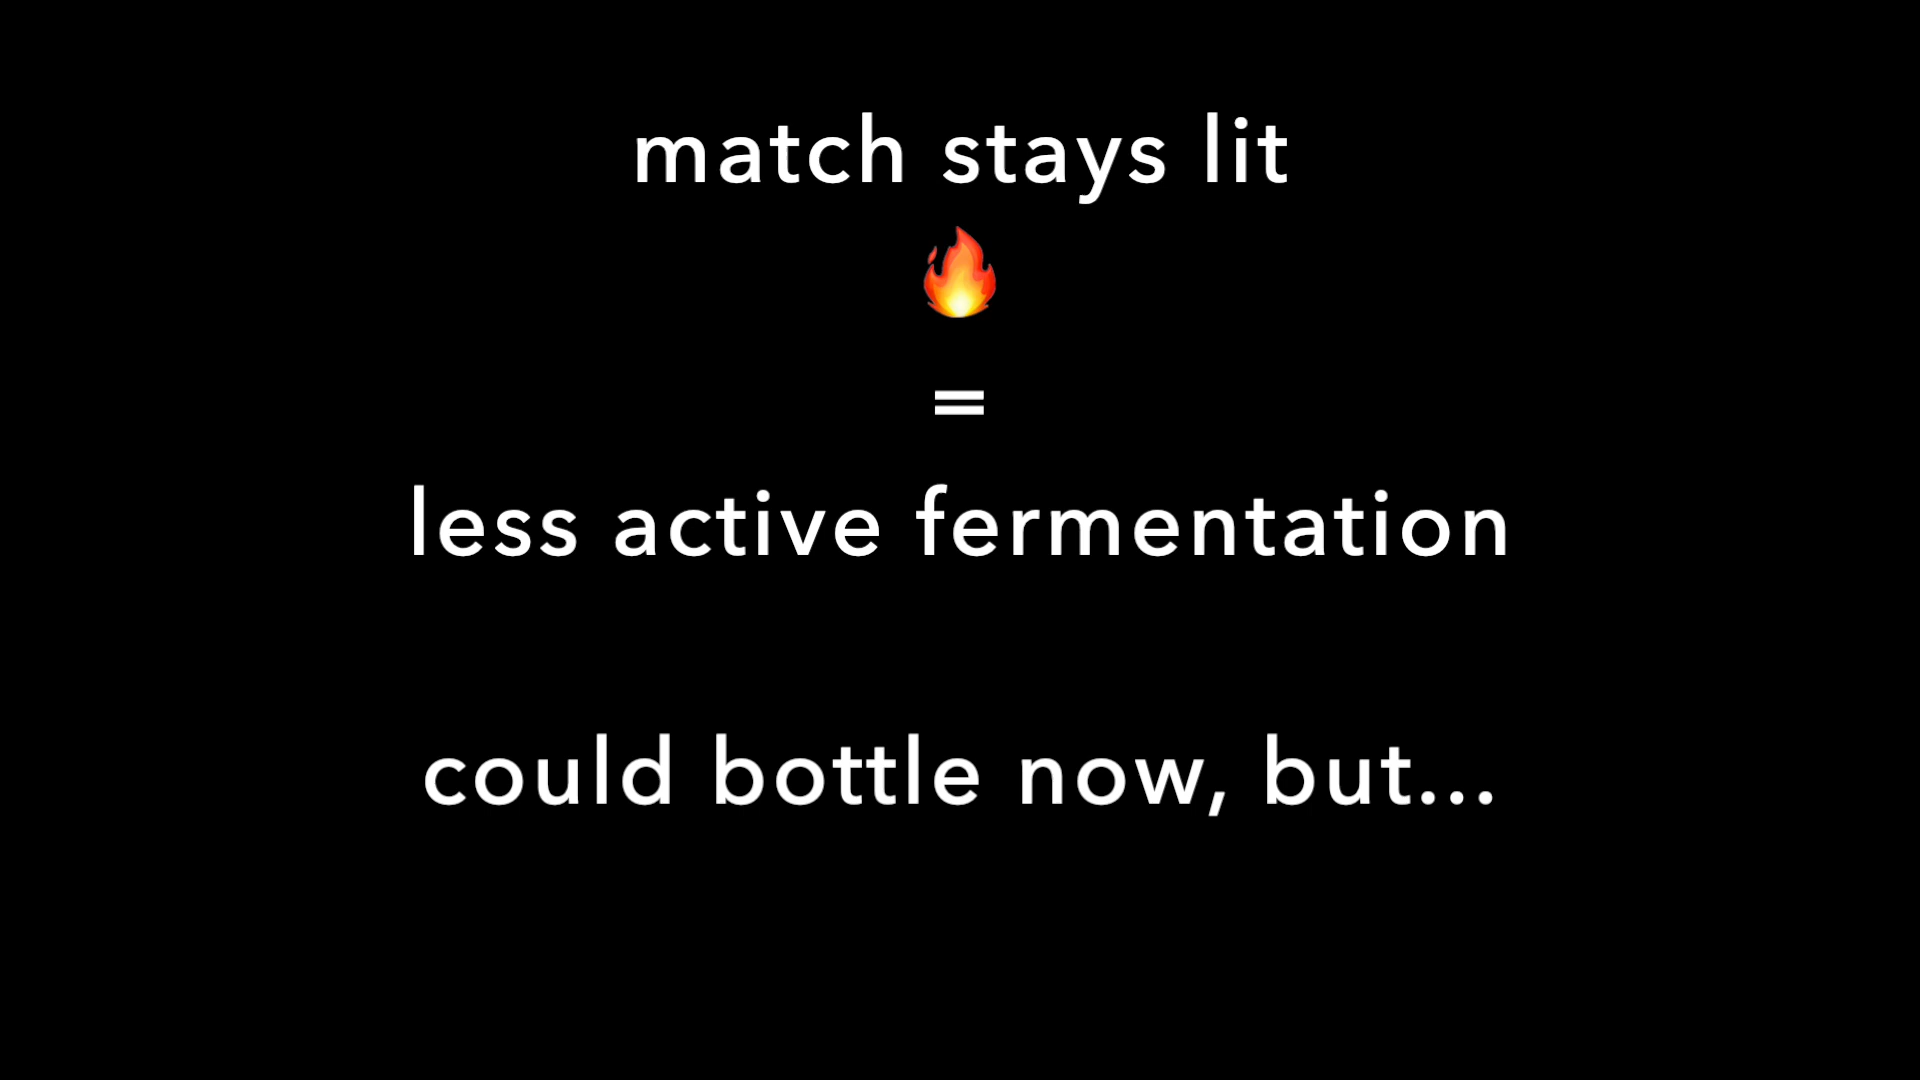 match stays lit
🔥
=
less active fermentation
could bottle now, but...